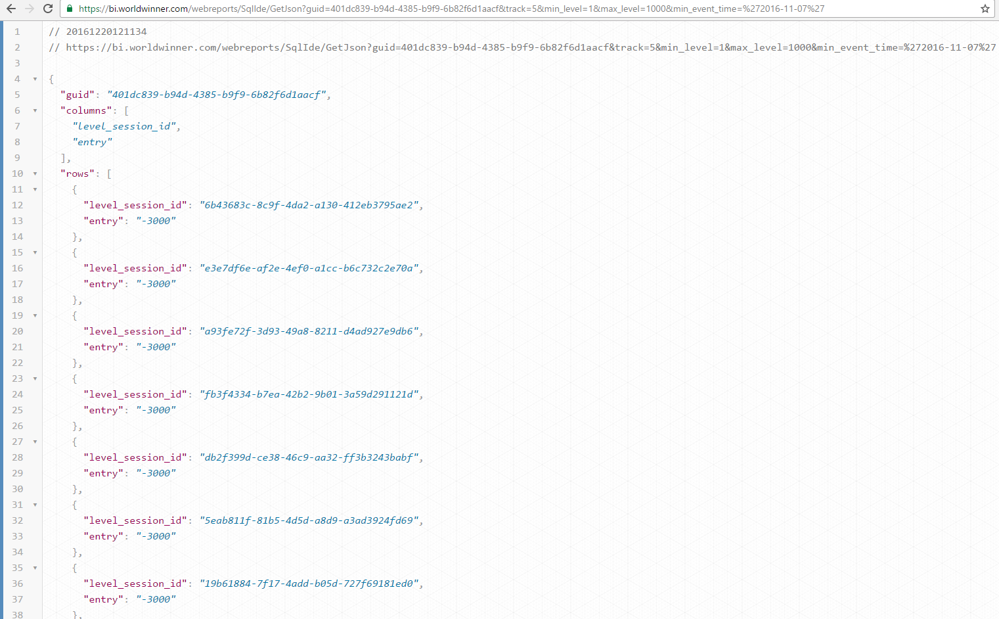 https://bi.worldwinner.com/webreports/SqlIde/GetJson?guid=401dc839-b94d-4385-b9f9-6b82f6d1aacf&track=5&min_level=1&max_level=1000&min_event_time=%272016-11-07%27
1 // 20161220121134
2 // https://bi.worldwinner.com/webreports/SqlIde/GetJson?guid=401dc839-b94d-4385-b9f9-6b82f6d1aacf&track=5&min_level=1&max_level=1000&min_event_time=%272016-11-07%27
3
4 {
5 "guid": "401dc839-b94d-4385-b9f9-6b82f6d1aacf",
6 "columns": [
7 "level_session_id",
8 "entry"
9 ],
10 "rows": [
11 {
12 "level_session_id": "6b43683c-8c9f-4da2-a130-412eb3795ae2",
13 "entry": "-3000"
14 },
15 {
16 "level_session_id": "e3e7df6e-af2e-4ef0-a1cc-b6c732c2e70a",
17 "entry": "-3000"
18 },
19 {
20 "level_session_id": "a93fe72f-3d93-49a8-8211-d4ad927e9db6",
21 "entry": "-3000"
22 },
23 {
24 "level_session_id": "fb3f4334-b7ea-42b2-9b01-3a59d291121d",
25 "entry": "-3000"
26 },
27 {
28 "level_session_id": "db2f399d-ce38-46c9-aa32-ff3b3243babf",
29 "entry": "-3000"
30 },
31 {
32 "level_session_id": "5eab811f-81b5-4d5d-a8d9-a3ad3924fd69",
33 "entry": "-3000"
34 },
35 {
36 "level_session_id": "19b61884-7f17-4add-b05d-727f69181ed0",
37 "entry": "-3000"
38 },